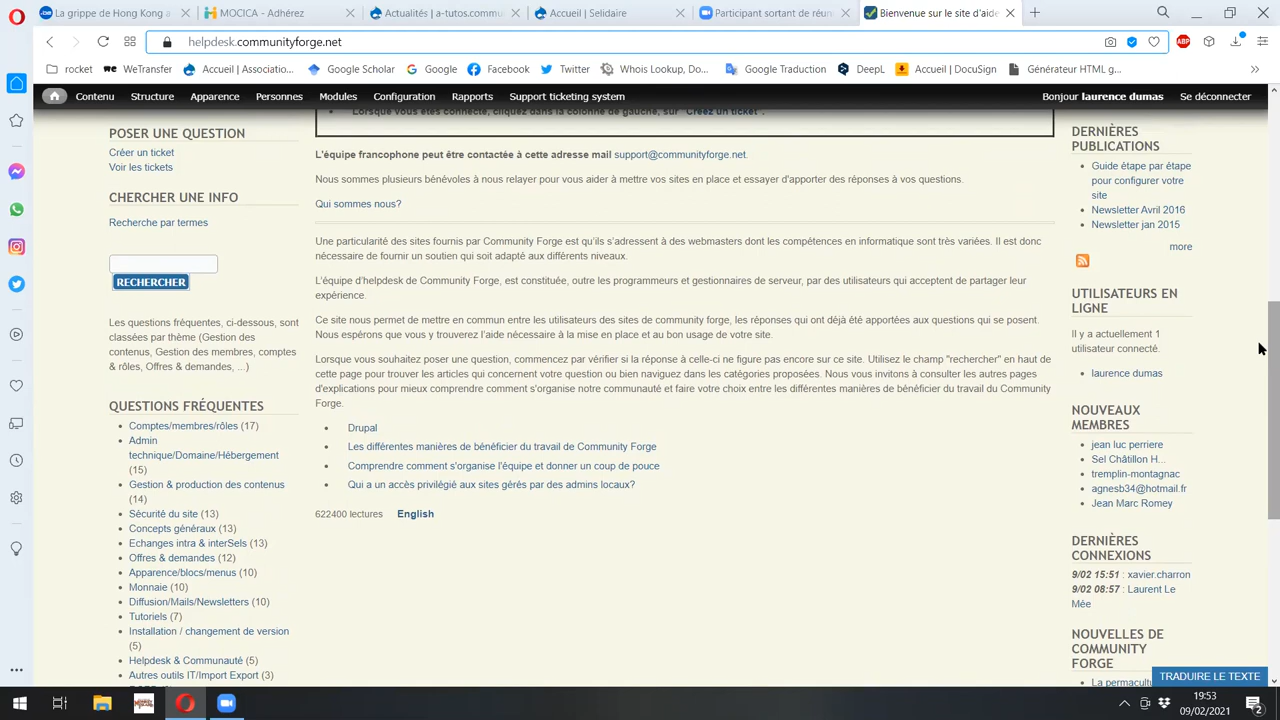 La grippe de Hong Kong a
MOCICA - Adhérez
Actualités | a-tutos.commu
Accueil | Selidaire
Participant sortant de réun
Bienvenue sur le site d'aide
helpdesk.communityforge.net
rocket
WeTransfer
Accueil | Associatio...
Google Scholar
Google
Facebook
Twitter
Whois Lookup, Do...
Google Traduction
DeepL
Accueil | DocuSign
Générateur HTML g...
Contenu
Structure
Apparence
Personnes
Modules
Configuration
Rapports
Support ticketing system
Bonjour laurence dumas
Se déconnecter
POSER UNE QUESTION
Créer un ticket
Voir les tickets
CHERCHER UNE INFO
Recherche par termes
RECHERCHER
Les questions fréquentes, ci-dessous, sont
classées par thème (Gestion des
contenus, Gestion des membres, comptes
& rôles, Offres & demandes, ...)
QUESTIONS FRÉQUENTES
Comptes/membres/rôles (17)
Admin
technique/Domaine/Hébergement
(15)
Gestion & production des contenus
(14)
Sécurité du site (13)
Concepts généraux (13)
Echanges intra & interSels (13)
Offres & demandes (12)
Apparence/blocs/menus (10)
Monnaie (10)
Diffusion/Mails/Newsletters (10)
Tutoriels (7)
Installation / changement de version
(5)
Helpdesk & Communauté (5)
Autres outils IT/Import Export (3)
Lorsque vous êtes connecté, cliquez dans la colonne de gauche, sur "Créez un ticket".
L'équipe francophone peut être contactée à cette adresse mail support@communityforge.net.
Nous sommes plusieurs bénévoles à nous relayer pour vous aider à mettre vos sites en place et essayer d'apporter des réponses à vos questions.
Qui sommes nous?
Une particularité des sites fournis par Community Forge est qu'ils s'adressent à des webmasters dont les compétences en informatique sont très variées. Il est donc
nécessaire de fournir un soutien qui soit adapté aux différents niveaux.
L'équipe d'helpdesk de Community Forge, est constituée, outre les programmeurs et gestionnaires de serveur, par des utilisateurs qui acceptent de partager leur
expérience.
Ce site nous permet de mettre en commun entre les utilisateurs des sites de community forge, les réponses qui ont déjà été apportées aux questions qui se posent.
Nous espérons que vous y trouverez l'aide nécessaire à la mise en place et au bon usage de votre site.
Lorsque vous souhaitez poser une question, commencez par vérifier si la réponse à celle-ci ne figure pas encore sur ce site. Utilisez le champ "rechercher" en haut de
cette page pour trouver les articles qui concernent votre question ou bien naviguez dans les catégories proposées. Nous vous invitons à consulter les autres pages
d'explications pour mieux comprendre comment s'organise notre communauté et faire votre choix entre les différentes manières de bénéficier du travail du Community
Forge.
Drupal
Les différentes manières de bénéficier du travail de Community Forge
Comprendre comment s'organise l'équipe et donner un coup de pouce
Qui a un accès privilègié aux sites gérés par des admins locaux?
622400 lectures
English
DERNIÈRES
PUBLICATIONS
Guide étape par étape
pour configurer votre
site
Newsletter Avril 2016
Newsletter jan 2015
more
UTILISATEURS EN
LIGNE
Il y a actuellement 1
utilisateur connecté.
laurence dumas
NOUVEAUX
MEMBRES
jean luc perriere
Sel Châtillon H...
tremplin-montagnac
agnesb34@hotmail.fr
Jean Marc Romey
DERNIÈRES
CONNEXIONS
9/02 15:51 : xavier.charron
9/02 08:57 : Laurent Le
Mée
NOUVELLES DE
COMMUNITY
FORGE
La permacultu
TRADUIRE LE TEXTE
19:53
09/02/2021